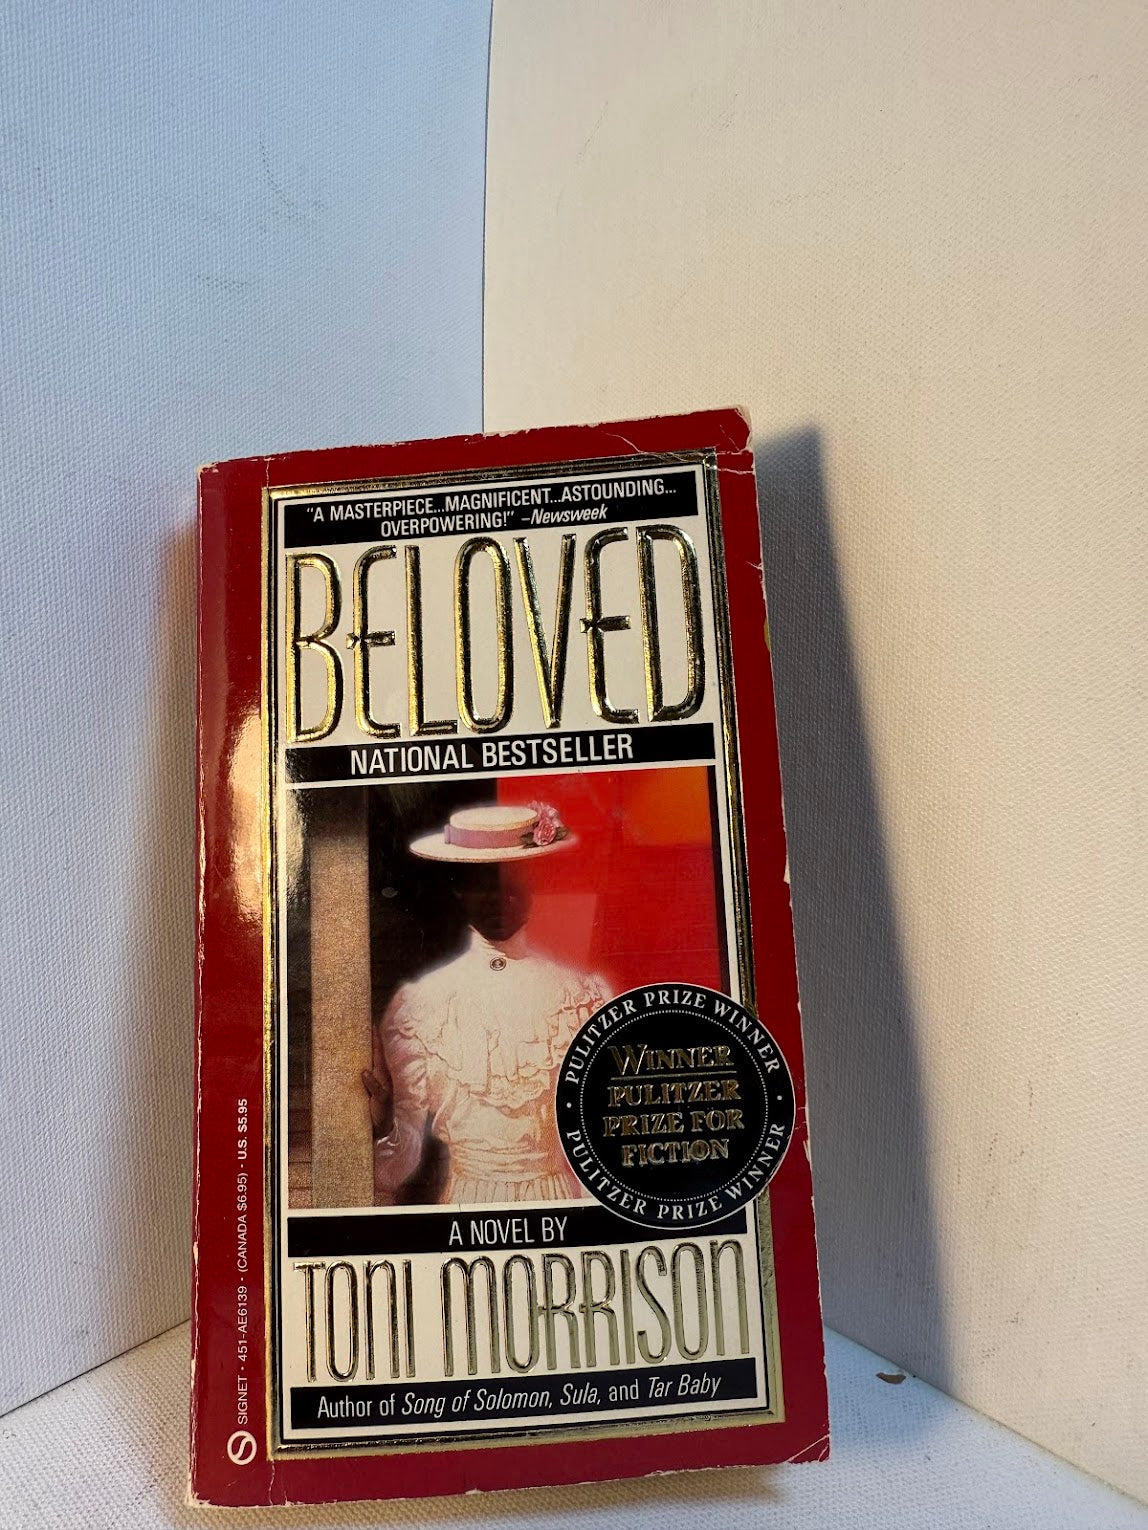 "A MASTERPIECE...MAGNIFICENT...ASTOUNDING...
OVERPOWERING!" –Newsweek
BELOVED
NATIONAL BESTSELLER
PULITZER PRIZE WINNER
WINNER
PULITZER
PRIZE FOR
FICTION
PULITZER PRIZE WINNER
A NOVEL BY
TONI MORRISON
Author of Song of Solomon, Sula, and Tar Baby
S SIGNET • 451-AE6139 • (CANADA $6.95) • U.S. $5.95